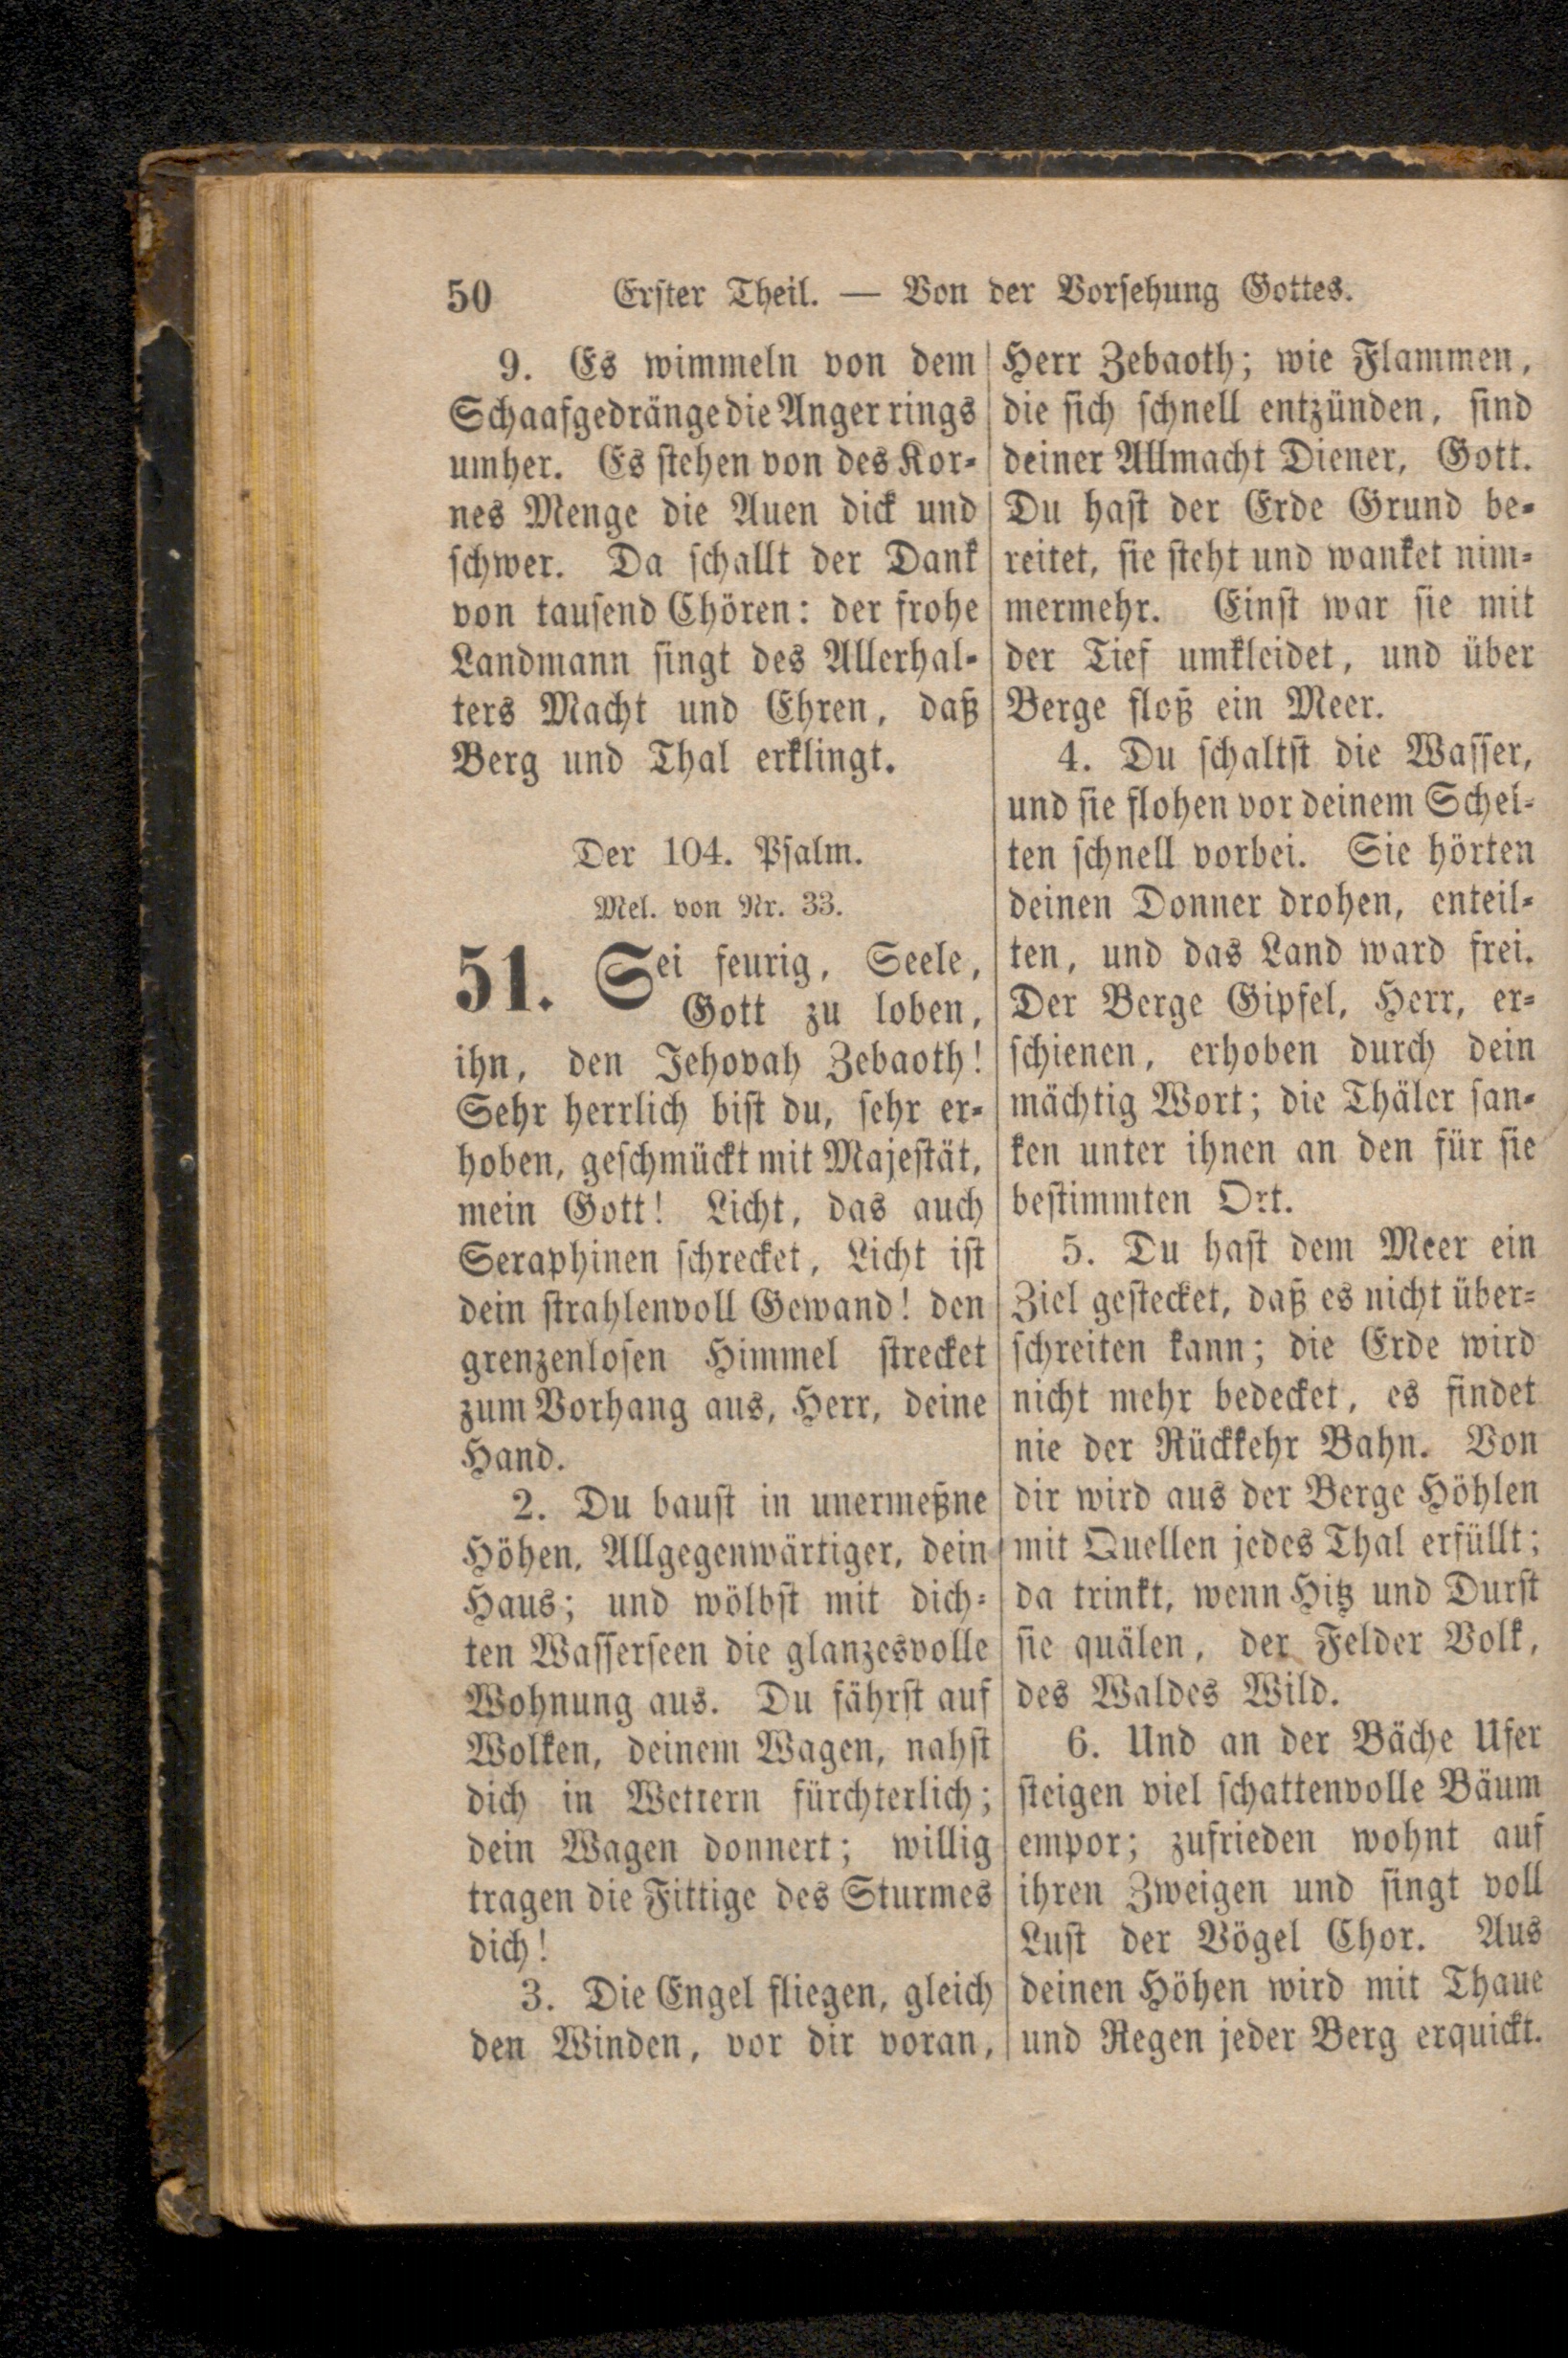 50 Erster Theil. — Von der Vorsehung Gottes.
9. Es wimmeln von dem
Schaafgedränge die Anger rings
umher. Es stehen von des Kor-
nes Menge die Auen dick und
schwer. Da schallt der Dank
von tausend Chören: der frohe
Landmann singt des Allerhal-
ters Macht und Ehren, daß
Berg und Thal erklingt.
Der 104. Psalm.
Mel. von Nr. 33.
51. Sei feurig, Seele,
Gott zu loben,
ihn, den Jehovah Zebaoth!
Sehr herrlich bist du, sehr er-
hoben, geschmückt mit Majestät,
mein Gott! Licht, das auch
Seraphinen schrecket, Licht ist
dein strahlenvoll Gewand! den
grenzenlosen Himmel strecket
zum Vorhang aus, Herr, deine
Hand.
2. Du baust in unermeßne
Höhen, Allgegenwärtiger, dein
Haus; und wölbst mit dich-
ten Wasserseen die glanzesvolle
Wohnung aus. Du fährst auf
Wolken, deinem Wagen, nahst
dich in Wettern fürchterlich;
dein Wagen donnert; willig
tragen die Fittige des Sturmes
dich!
3. Die Engel fliegen, gleich
den Winden, vor dir voran,
Herr Zebaoth; wie Flammen,
die sich schnell entzünden, sind
deiner Allmacht Diener, Gott.
Du hast der Erde Grund be-
reitet, sie steht und wanket nim-
mermehr. Einst war sie mit
der Tief umkleidet, und über
Berge floß ein Meer.
4. Du schaltst die Wasser,
und sie flohen vor deinem Schel-
ten schnell vorbei. Sie hörten
deinen Donner drohen, enteil-
ten, und das Land ward frei.
Der Berge Gipfel, Herr, er-
schienen, erhoben durch dein
mächtig Wort; die Thäler san-
ken unter ihnen an den für sie
bestimmten Ort.
5. Du hast dem Meer ein
Ziel gestecket, daß es nicht über-
schreiten kann; die Erde wird
nicht mehr bedecket, es findet
nie der Rückkehr Bahn. Von
dir wird aus der Berge Höhlen
mit Quellen jedes Thal erfüllt;
da trinkt, wenn Hitz und Durst
sie quälen, der Felder Volk,
des Waldes Wild.
6. Und an der Bäche Ufer
steigen viel schattenvolle Bäum
empor; zufrieden wohnt auf
ihren Zweigen und singt voll
Lust der Vögel Chor. Aus
deinen Höhen wird mit Thaue
und Regen jeder Berg erquickt.